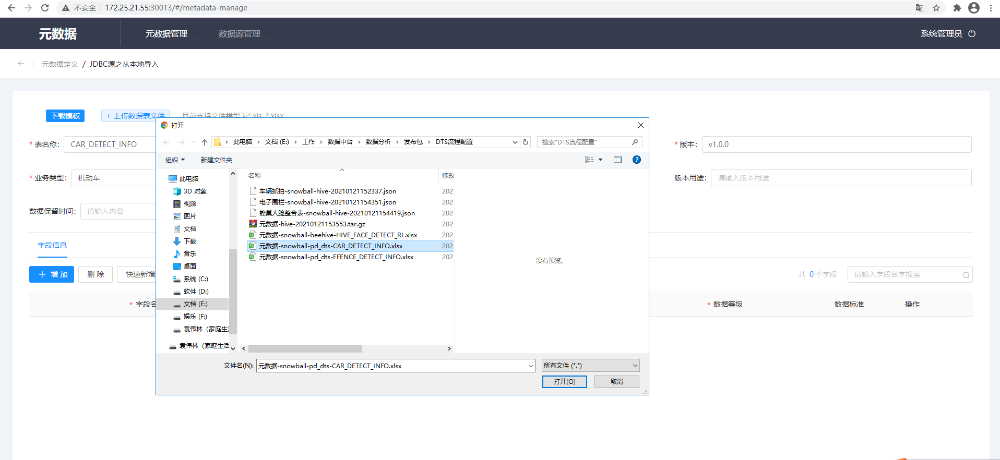 不安全 172.25.21.55:30013/#/metadata-manage
元数据 元数据管理 数据源管理 系统管理员
元数据定义 / JDBC源之从本地导入
下载模板 + 上传数据表文件 目前支持文件类型为*.xls, *.xlsx
打开
* 表名称: CAR_DETECT_INFO
此电脑 › 文档 (E:) › 工作 › 数据中台 › 数据分析 › 发布包 › DTS流程配置
搜索"DTS流程配置"
* 版本: v1.0.0
组织 新建文件夹
* 业务类型: 机动车
版本用途: 请输入版本用途
数据保留时间: 请输入内容
字段信息
+ 增 加 删 除 快速新增
共 0 个字段 请输入字段名字搜索
* 字段名 * 数据等级 数据标准 操作
此电脑
3D 对象
视频
图片
文档
下载
音乐
桌面
系统 (C:)
软件 (D:)
文档 (E:)
娱乐 (F:)
袁伟林（家庭生活
袁伟林（家庭生活
名称 修改
车辆抓拍-snowball-hive-20210121152337.json 202
电子围栏-snowball-hive-20210121154351.json 202
蜂巢人脸整合表-snowball-hive-20210121154419.json 202
元数据-hive-20210121153553.tar.gz 202
元数据-snowball-beehive-HIVE_FACE_DETECT_RL.xlsx 202
元数据-snowball-pd_dts-CAR_DETECT_INFO.xlsx 202
元数据-snowball-pd_dts-EFENCE_DETECT_INFO.xlsx 202
没有预览。
文件名(N): 元数据-snowball-pd_dts-CAR_DETECT_INFO.xlsx 所有文件 (*.*)
打开(O) 取消